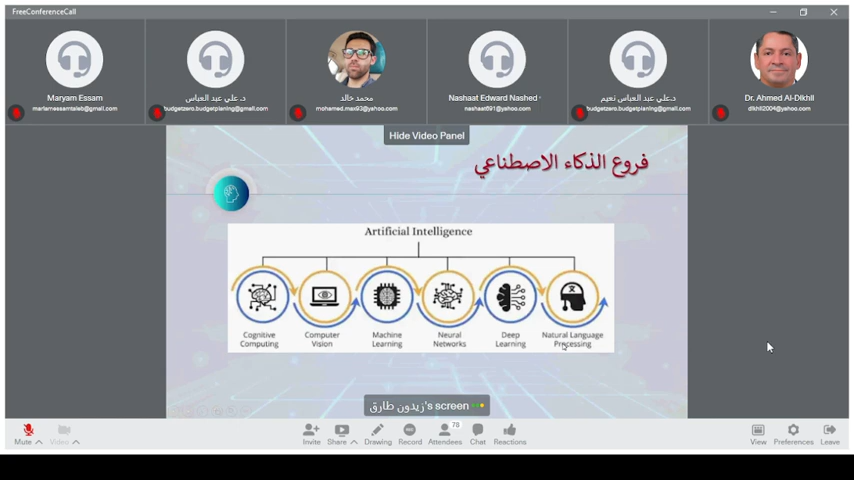 FreeConferenceCall
Maryam Essam
mariamessamtaleb@gmail.com
د.علي عبد العباس
budgetzero.budgetplaning@gmail.com
محمد خالد
mohamed.mas93@yahoo.com
Nashaat Edward Nashed
nashaat691@yahoo.com
د.علي عبد العباس نعيم
budgetzero.budgetplaning@gmail.com
Dr. Ahmed Al-Dikhil
dikhil2004@yahoo.com
Hide Video Panel
فروع الذكاء الاصطناعي
Artificial Intelligence
Cognitive Computing
Computer Vision
Machine Learning
Neural Networks
Deep Learning
Natural Language Processing
زيدون طارق's screen
Mute
Video
Invite
Share
Drawing
Record
Attendees
78
Chat
Reactions
View
Preferences
Leave